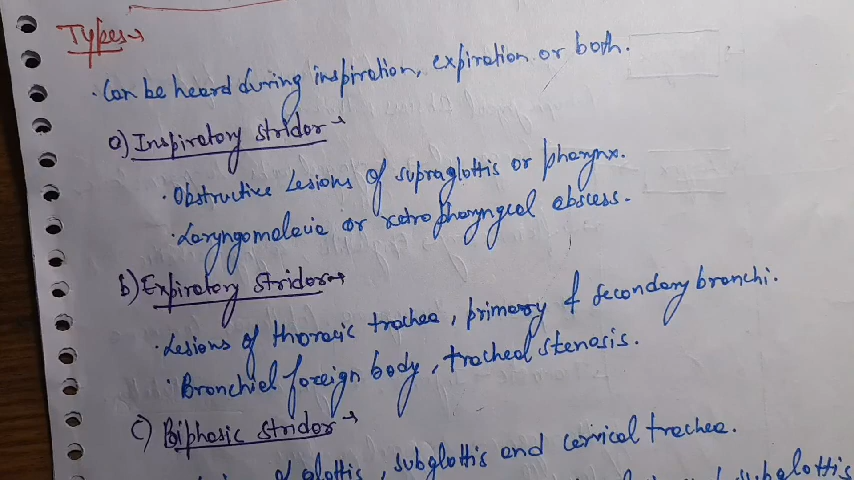 Types→
· Can be heard during inspiration, expiration or both.
a) Inspiratory stridor→
· Obstructive Lesions of supraglottis or pharynx.
· Laryngomalacia or retropharyngeal abscess.
b) Expiratory stridor→
· Lesions of thoracic trachea, primary & secondary bronchi.
· Bronchial foreign body, tracheal stenosis.
c) Biphasic stridor→
of glottis, subglottis and cervical trachea.
subglottis